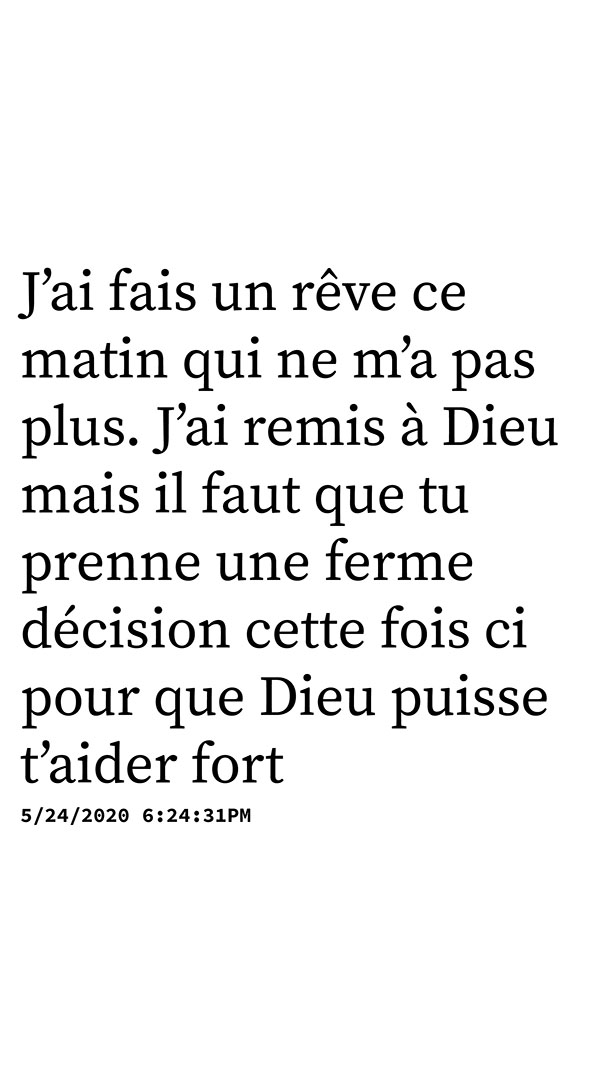 J’ai fais un rêve ce
matin qui ne m’a pas
plus. J’ai remis à Dieu
mais il faut que tu
prenne une ferme
décision cette fois ci
pour que Dieu puisse
t’aider fort
5/24/2020 6:24:31PM